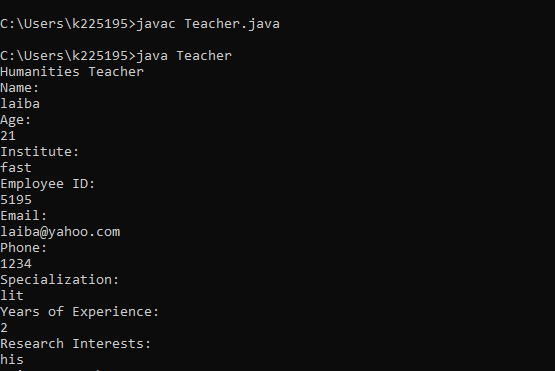 C:\Users\k225195>javac Teacher.java
C:\Users\k225195>java Teacher
Humanities Teacher
Name:
laiba
Age:
21
Institute:
fast
Employee ID:
5195
Email:
laiba@yahoo.com
Phone:
1234
Specialization:
lit
Years of Experience:
2
Research Interests:
his